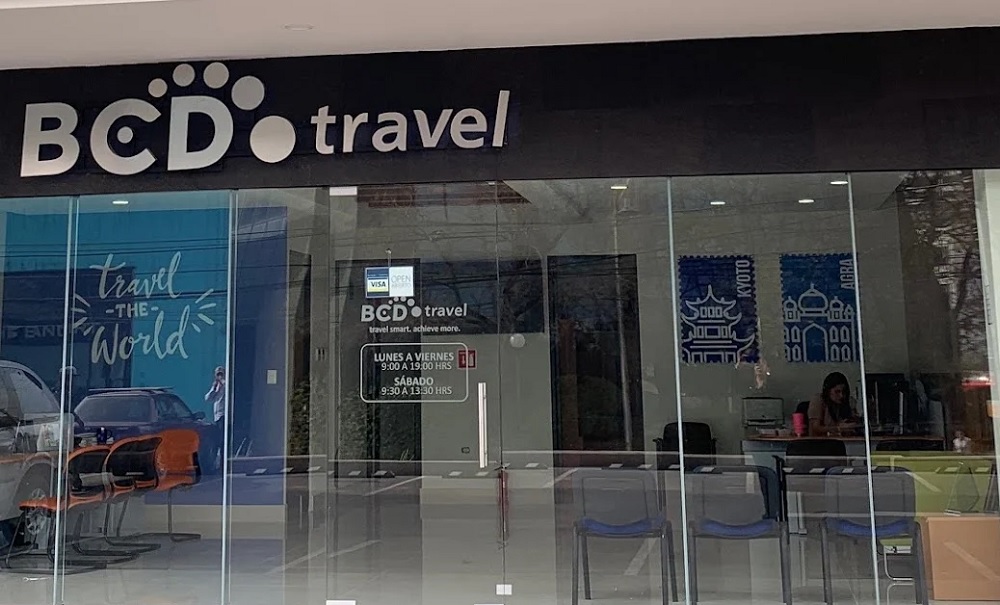 BCD travel
travel
-THE-
World
VISA
OPEN
BCD travel
travel smart. achieve more.
LUNES A VIERNES
9:00 A 19:00 HRS
SÁBADO
9:30 A 13:30 HRS
KYOTO
AGRA